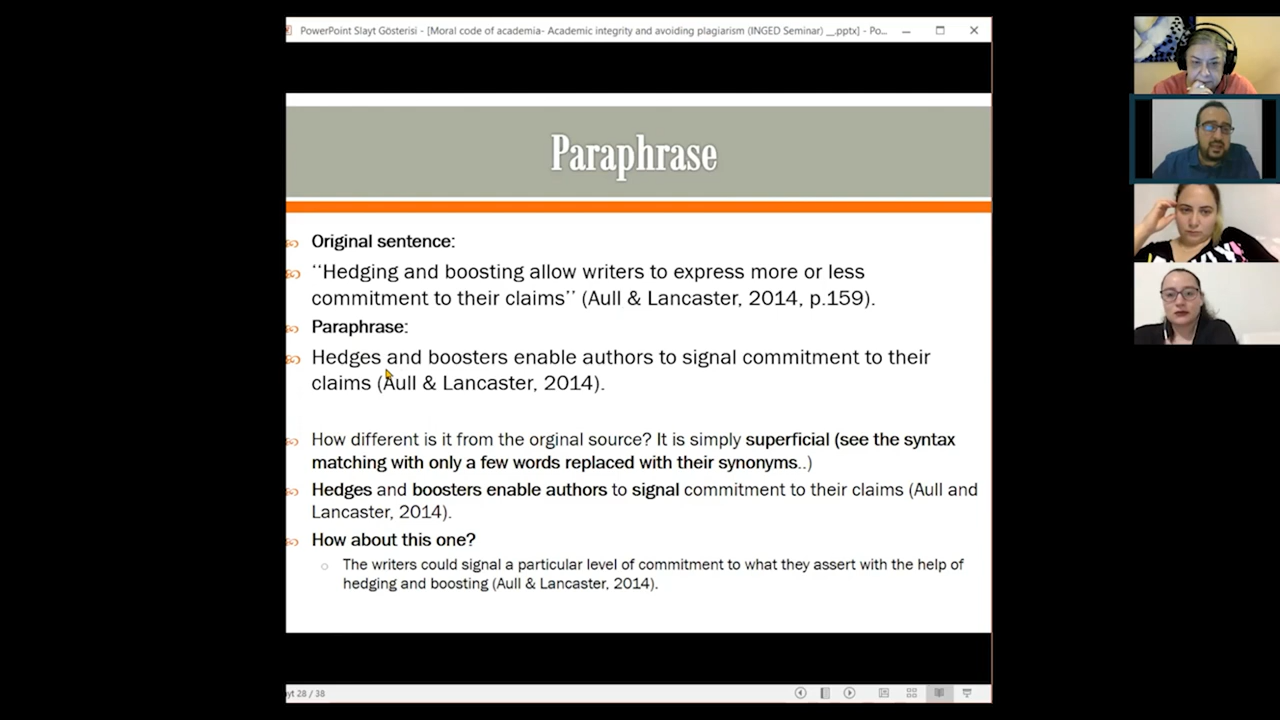 PowerPoint Slayt Gösterisi - [Moral code of academia- Academic integrity and avoiding plagiarism (INGED Seminar) __.pptx] - Po...
Paraphrase
Original sentence:
‘‘Hedging and boosting allow writers to express more or less
commitment to their claims’’ (Aull & Lancaster, 2014, p.159).
Paraphrase:
Hedges and boosters enable authors to signal commitment to their
claims (Aull & Lancaster, 2014).
How different is it from the orginal source? It is simply superficial (see the syntax
matching with only a few words replaced with their synonyms..)
Hedges and boosters enable authors to signal commitment to their claims (Aull and
Lancaster, 2014).
How about this one?
The writers could signal a particular level of commitment to what they assert with the help of
hedging and boosting (Aull & Lancaster, 2014).
yt 28 / 38